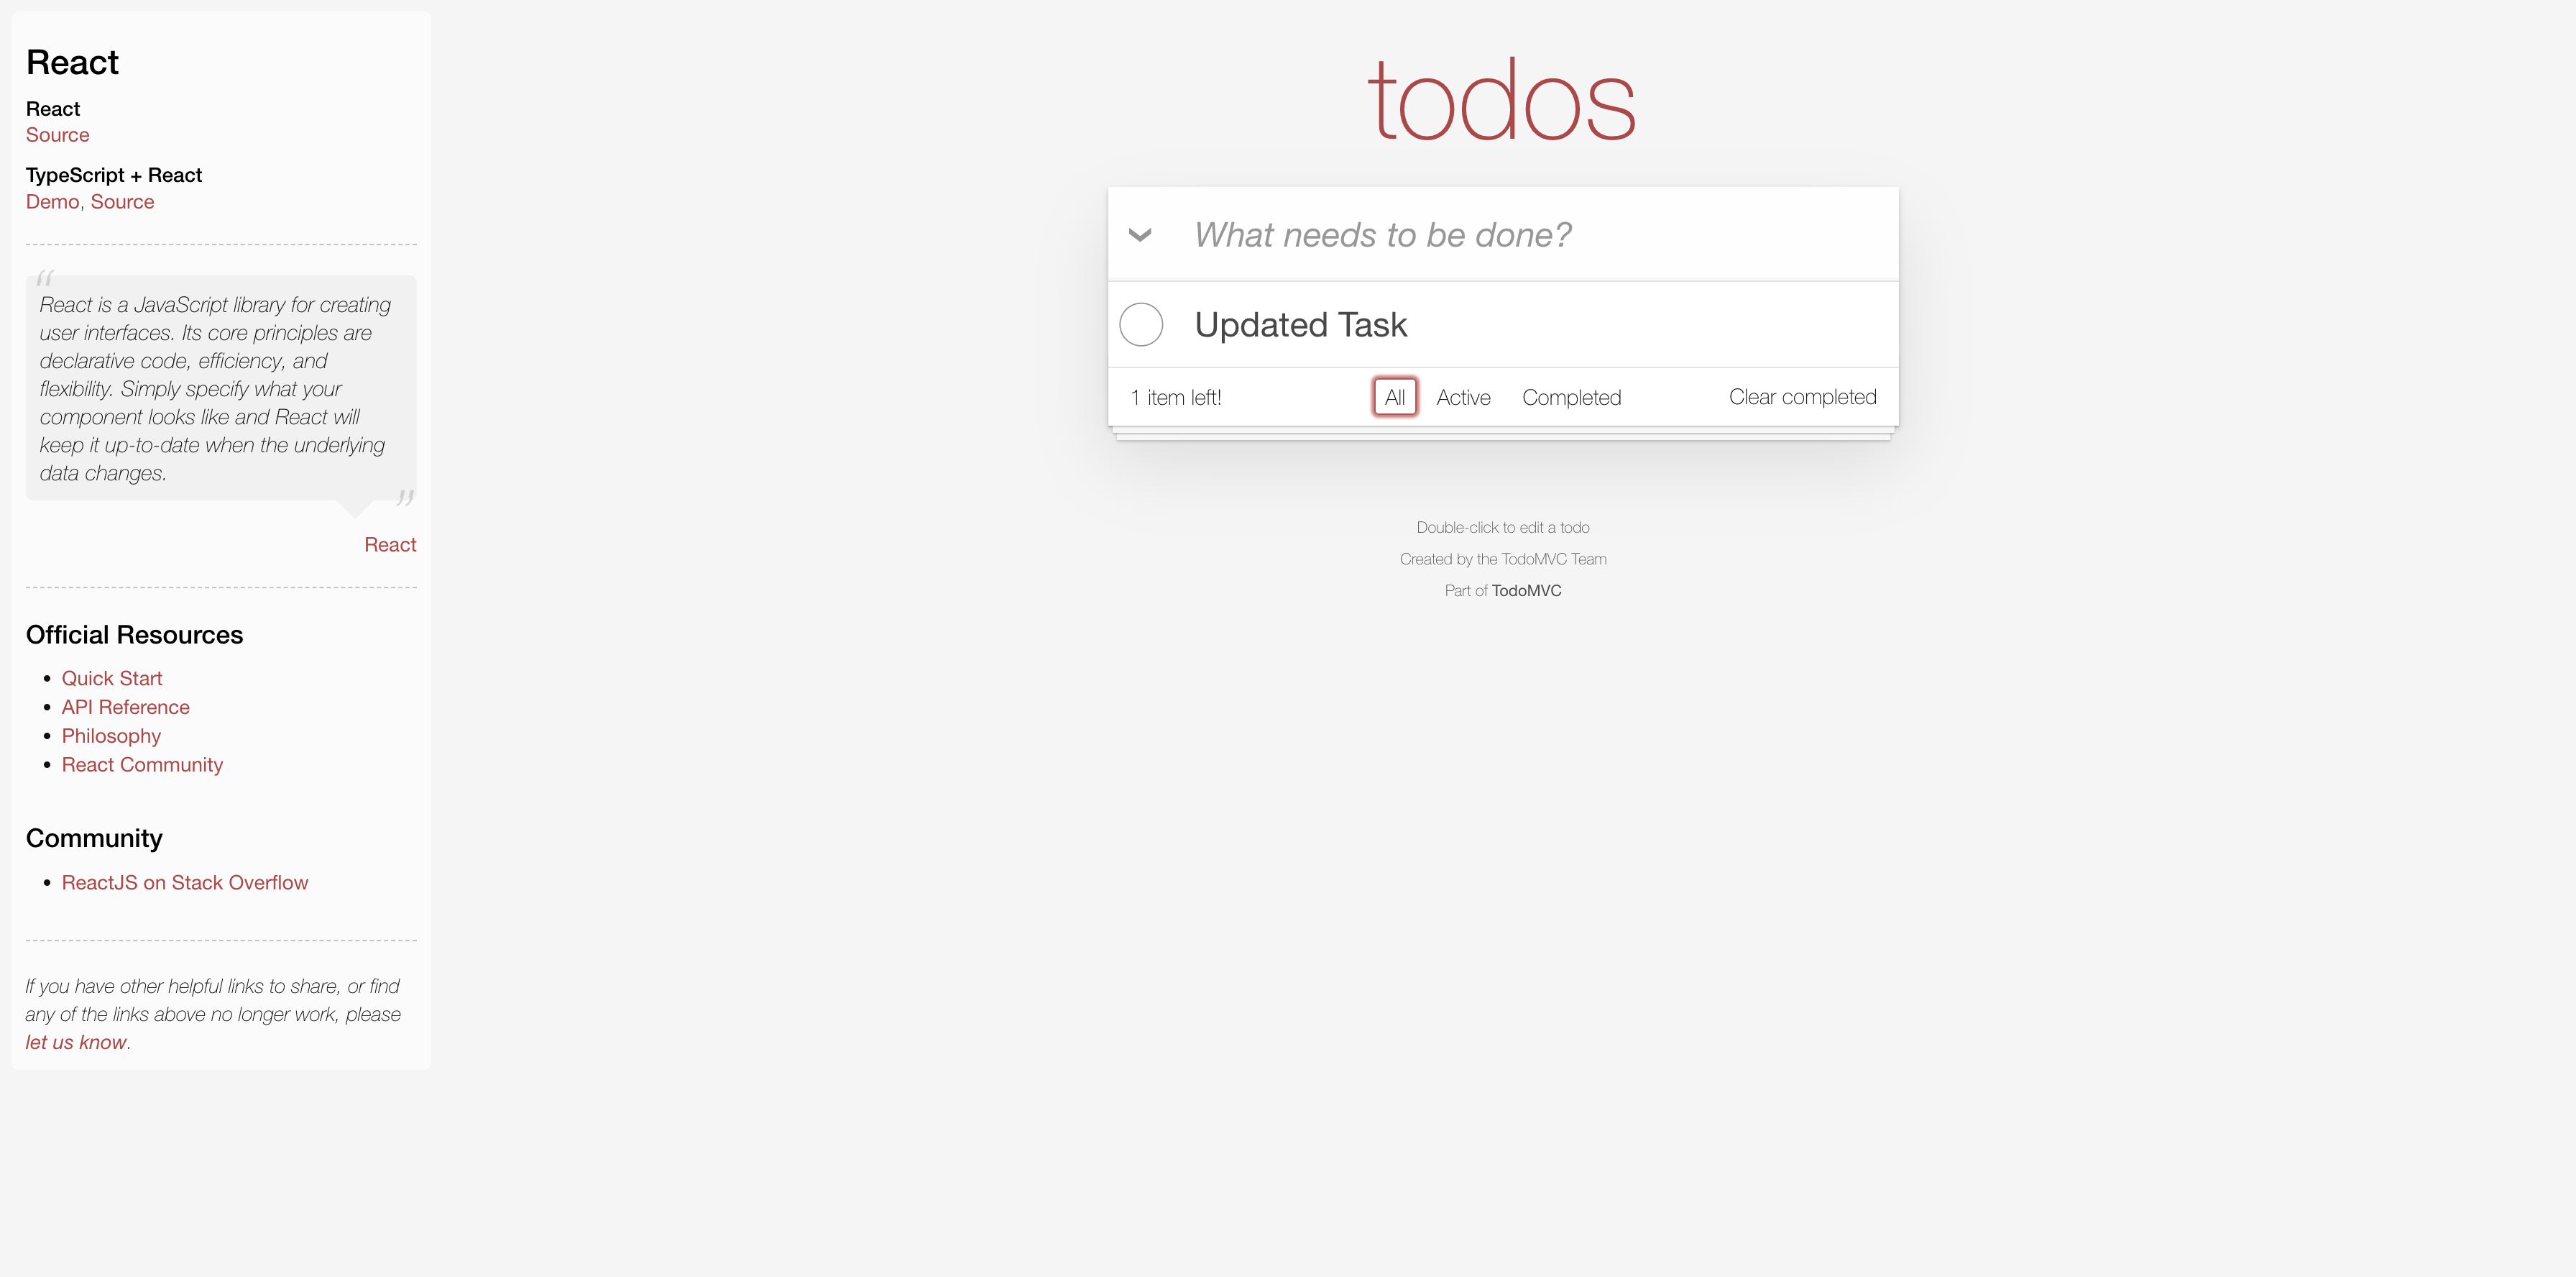 React
React
Source
TypeScript + React
Demo, Source
“
React is a JavaScript library for creating
user interfaces. Its core principles are
declarative code, efficiency, and
flexibility. Simply specify what your
component looks like and React will
keep it up-to-date when the underlying
data changes.
”
React
Official Resources
• Quick Start
• API Reference
• Philosophy
• React Community
Community
• ReactJS on Stack Overflow
If you have other helpful links to share, or find
any of the links above no longer work, please
let us know.
todos
What needs to be done?
Updated Task
1 item left!
All
Active
Completed
Clear completed
Double-click to edit a todo
Created by the TodoMVC Team
Part of TodoMVC